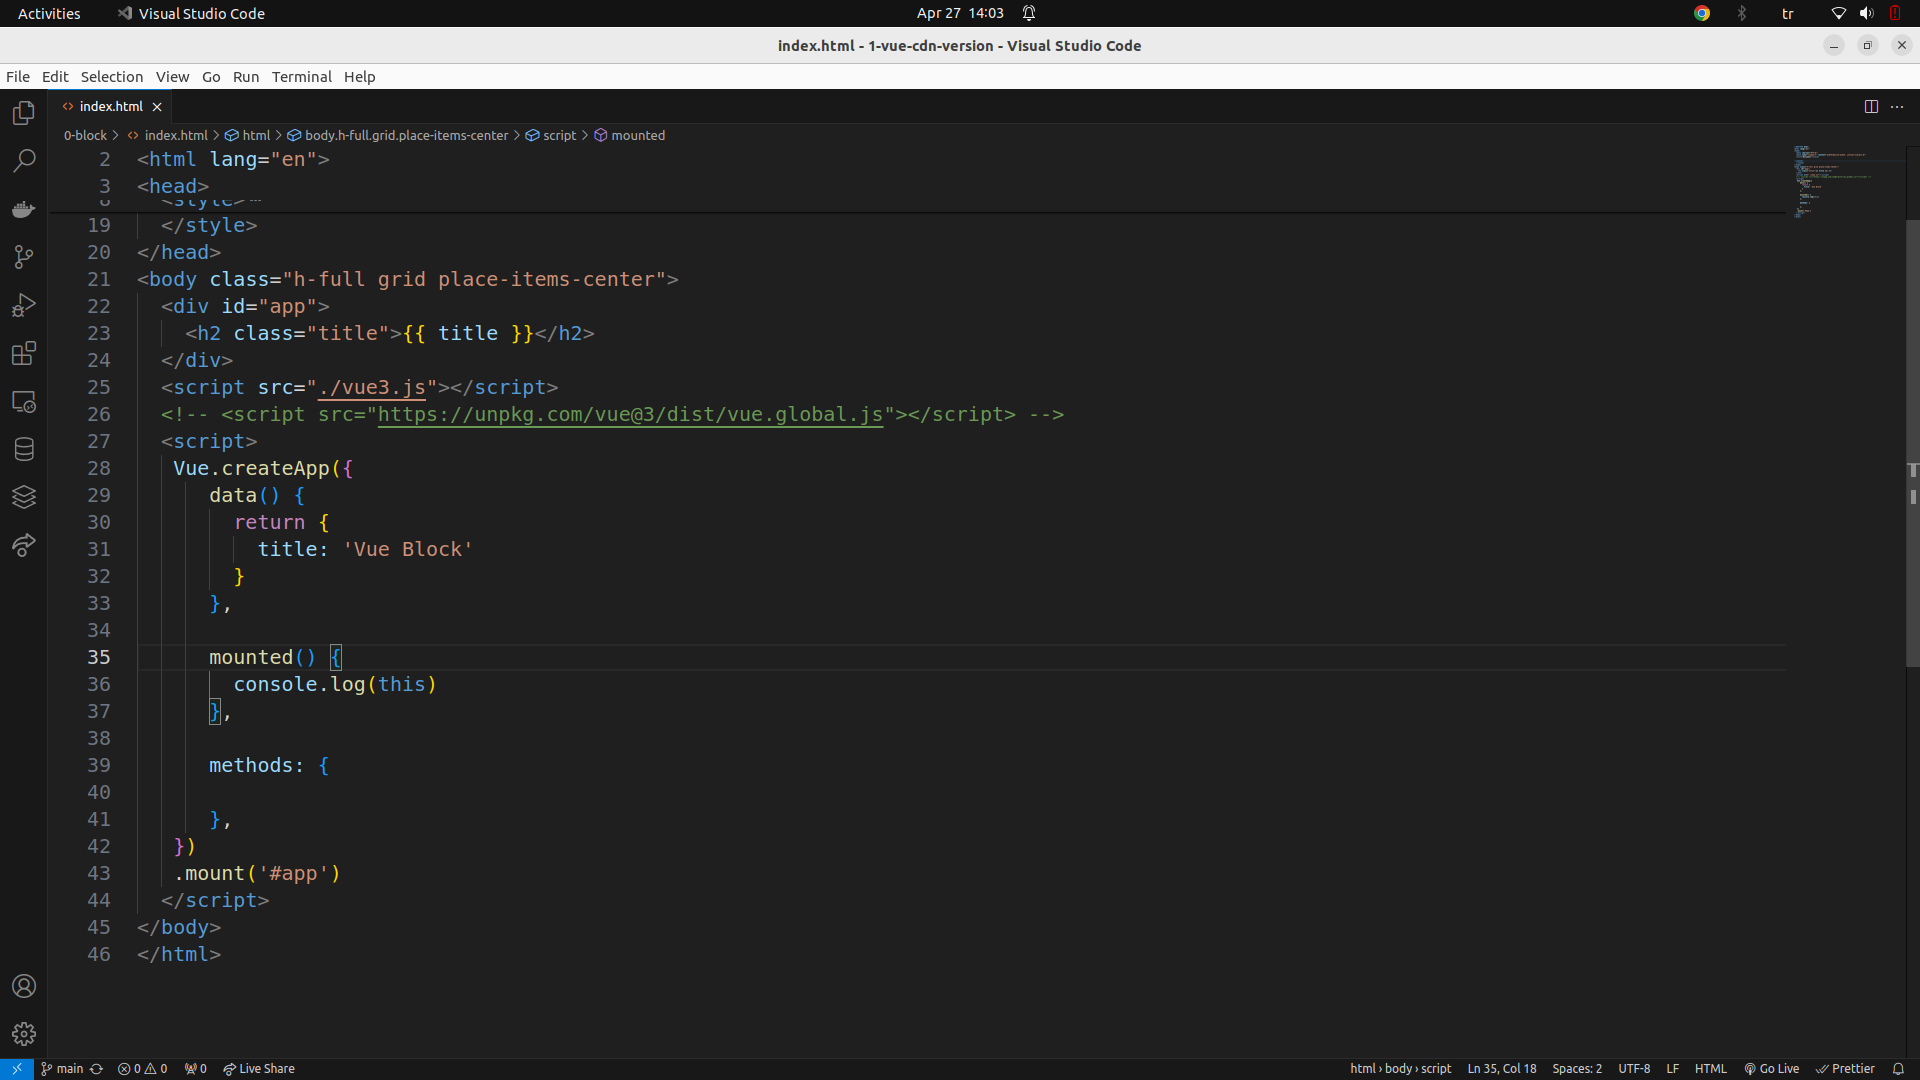 Activities Visual Studio Code Apr 27 14:03 tr
index.html - 1-vue-cdn-version - Visual Studio Code
File Edit Selection View Go Run Terminal Help
index.html
0-block > index.html > html > body.h-full.grid.place-items-center > script > mounted
2 <html lang="en">
3 <head>
8 <style>…
19 </style>
20 </head>
21 <body class="h-full grid place-items-center">
22 <div id="app">
23 <h2 class="title">{{ title }}</h2>
24 </div>
25 <script src="./vue3.js"></script>
26 <!-- <script src="https://unpkg.com/vue@3/dist/vue.global.js"></script> -->
27 <script>
28 Vue.createApp({
29 data() {
30 return {
31 title: 'Vue Block'
32 }
33 },
34
35 mounted() {
36 console.log(this)
37 },
38
39 methods: {
40
41 },
42 })
43 .mount('#app')
44 </script>
45 </body>
46 </html>
main 0 0 0 Live Share html › body › script Ln 35, Col 18 Spaces: 2 UTF-8 LF HTML Go Live Prettier